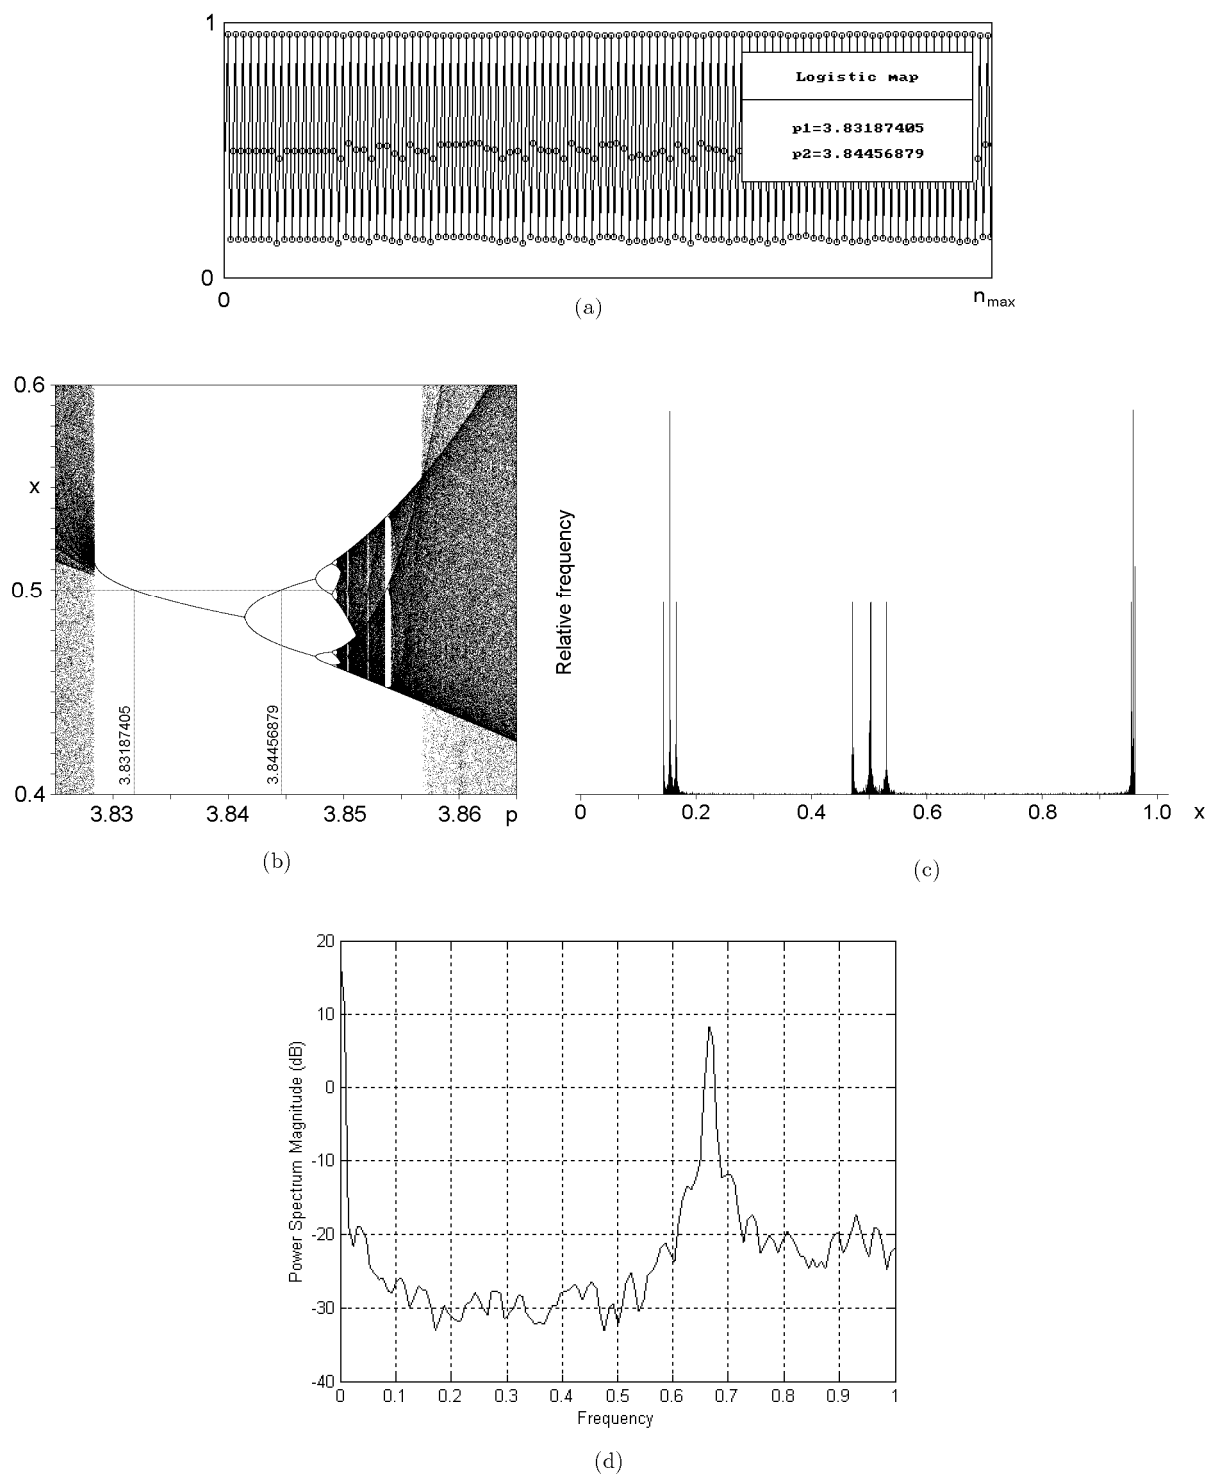 1
Logistic map
p1=3.83187405
p2=3.84456879
0
0
n max
(a)
0.6
x
0.5
0.4
3.83187405
3.84456879
3.83 3.84 3.85 3.86 p
(b)
Relative frequency
0 0.2 0.4 0.6 0.8 1.0 x
(c)
20
10
0
-10
-20
-30
-40
Power Spectrum Magnitude (dB)
0 0.1 0.2 0.3 0.4 0.5 0.6 0.7 0.8 0.9 1
Frequency
(d)